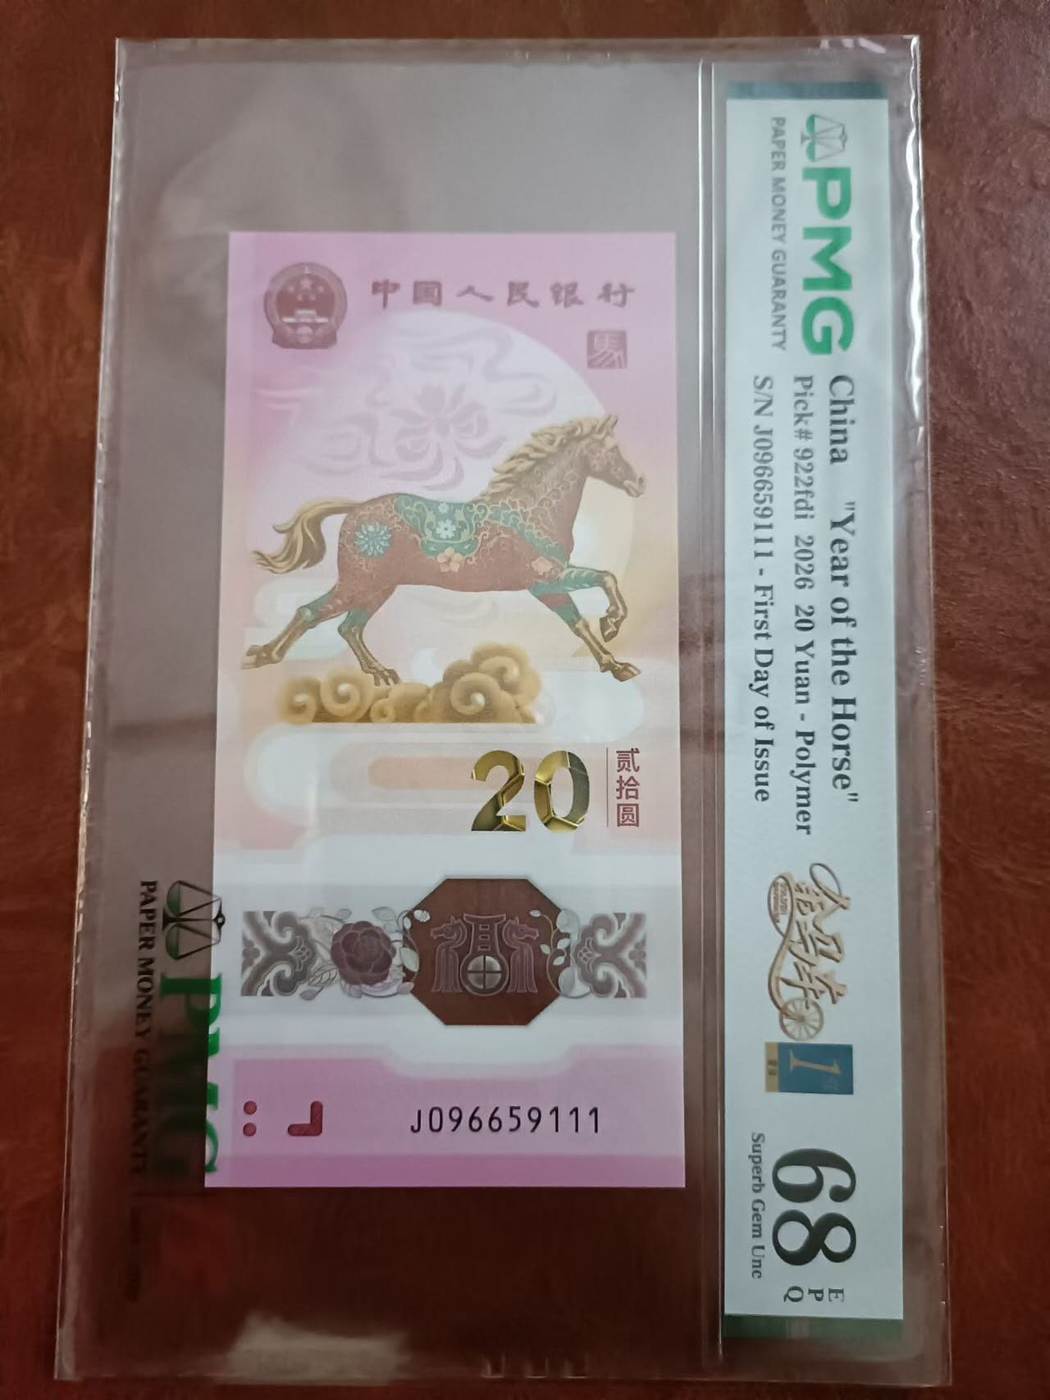 PMG
PAPER MONEY GUARANTY
China "Year of the Horse"
Pick# 922fdi 2026 20 Yuan - Polymer
S/N J096659111 - First Day of Issue
1
68
EPQ
Superb Gem Unc
中国人民银行
馬
20
贰拾圆
J096659111
PMG
PAPER MONEY GUARANTY